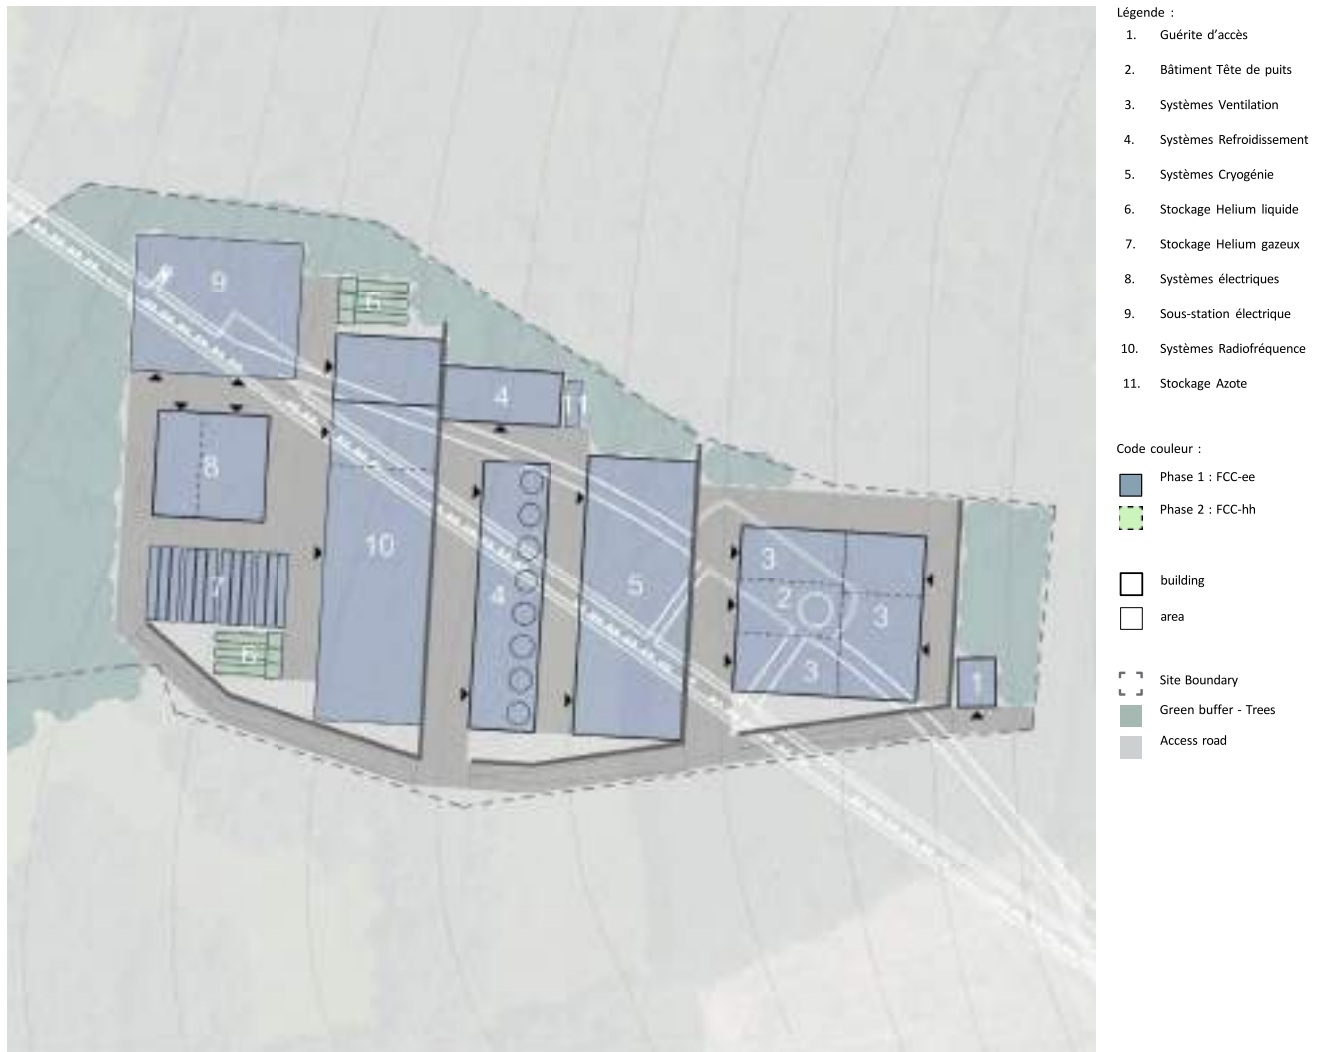 Légende :
1. Guérite d'accès
2. Bâtiment Tête de puits
3. Systèmes Ventilation
4. Systèmes Refroidissement
5. Systèmes Cryogénie
6. Stockage Helium liquide
7. Stockage Helium gazeux
8. Systèmes électriques
9. Sous-station électrique
10. Systèmes Radiofréquence
11. Stockage Azote
Code couleur :
Phase 1 : FCC-ee
Phase 2 : FCC-hh
building
area
Site Boundary
Green buffer - Trees
Access road
9
6
4
11
8
10
5
3
7
4
2
3
6
3
1